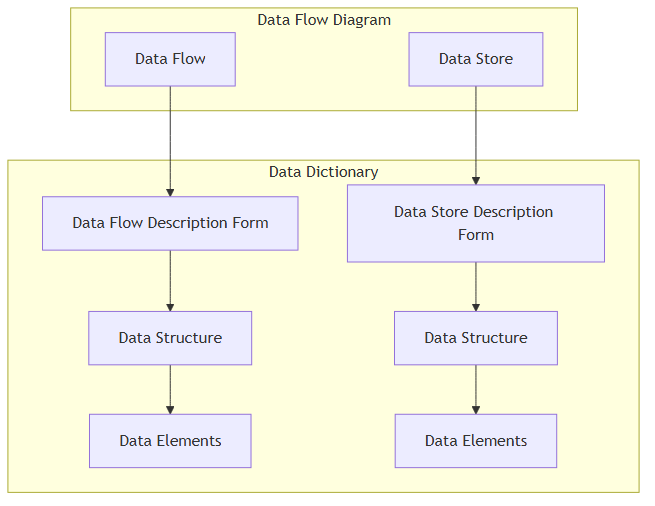 Data Flow Diagram
Data Flow
Data Store
Data Dictionary
Data Flow Description Form
Data Store Description
Form
Data Structure
Data Structure
Data Elements
Data Elements